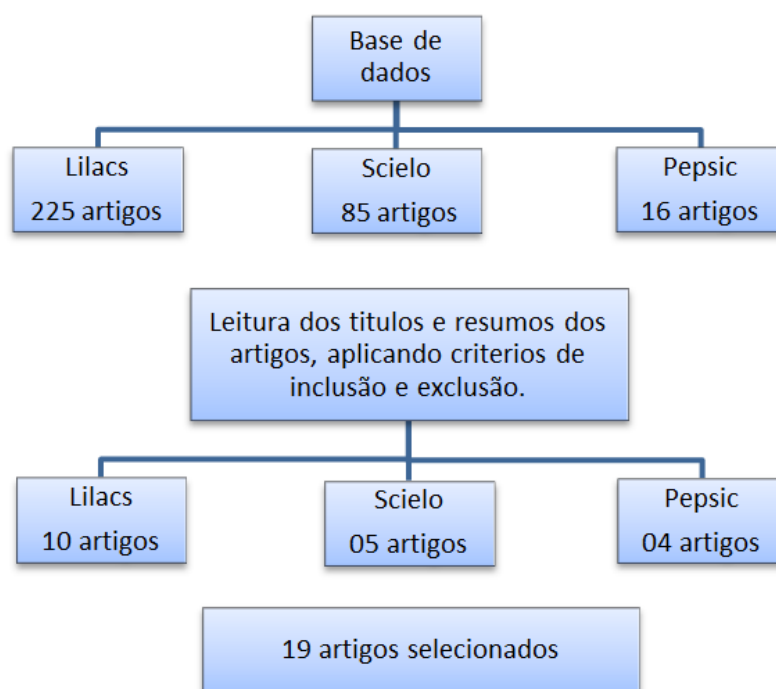 Base de
dados
Lilacs
225 artigos
Scielo
85 artigos
Pepsic
16 artigos
Leitura dos titulos e resumos dos
artigos, aplicando criterios de
inclusão e exclusão.
Lilacs
10 artigos
Scielo
05 artigos
Pepsic
04 artigos
19 artigos selecionados